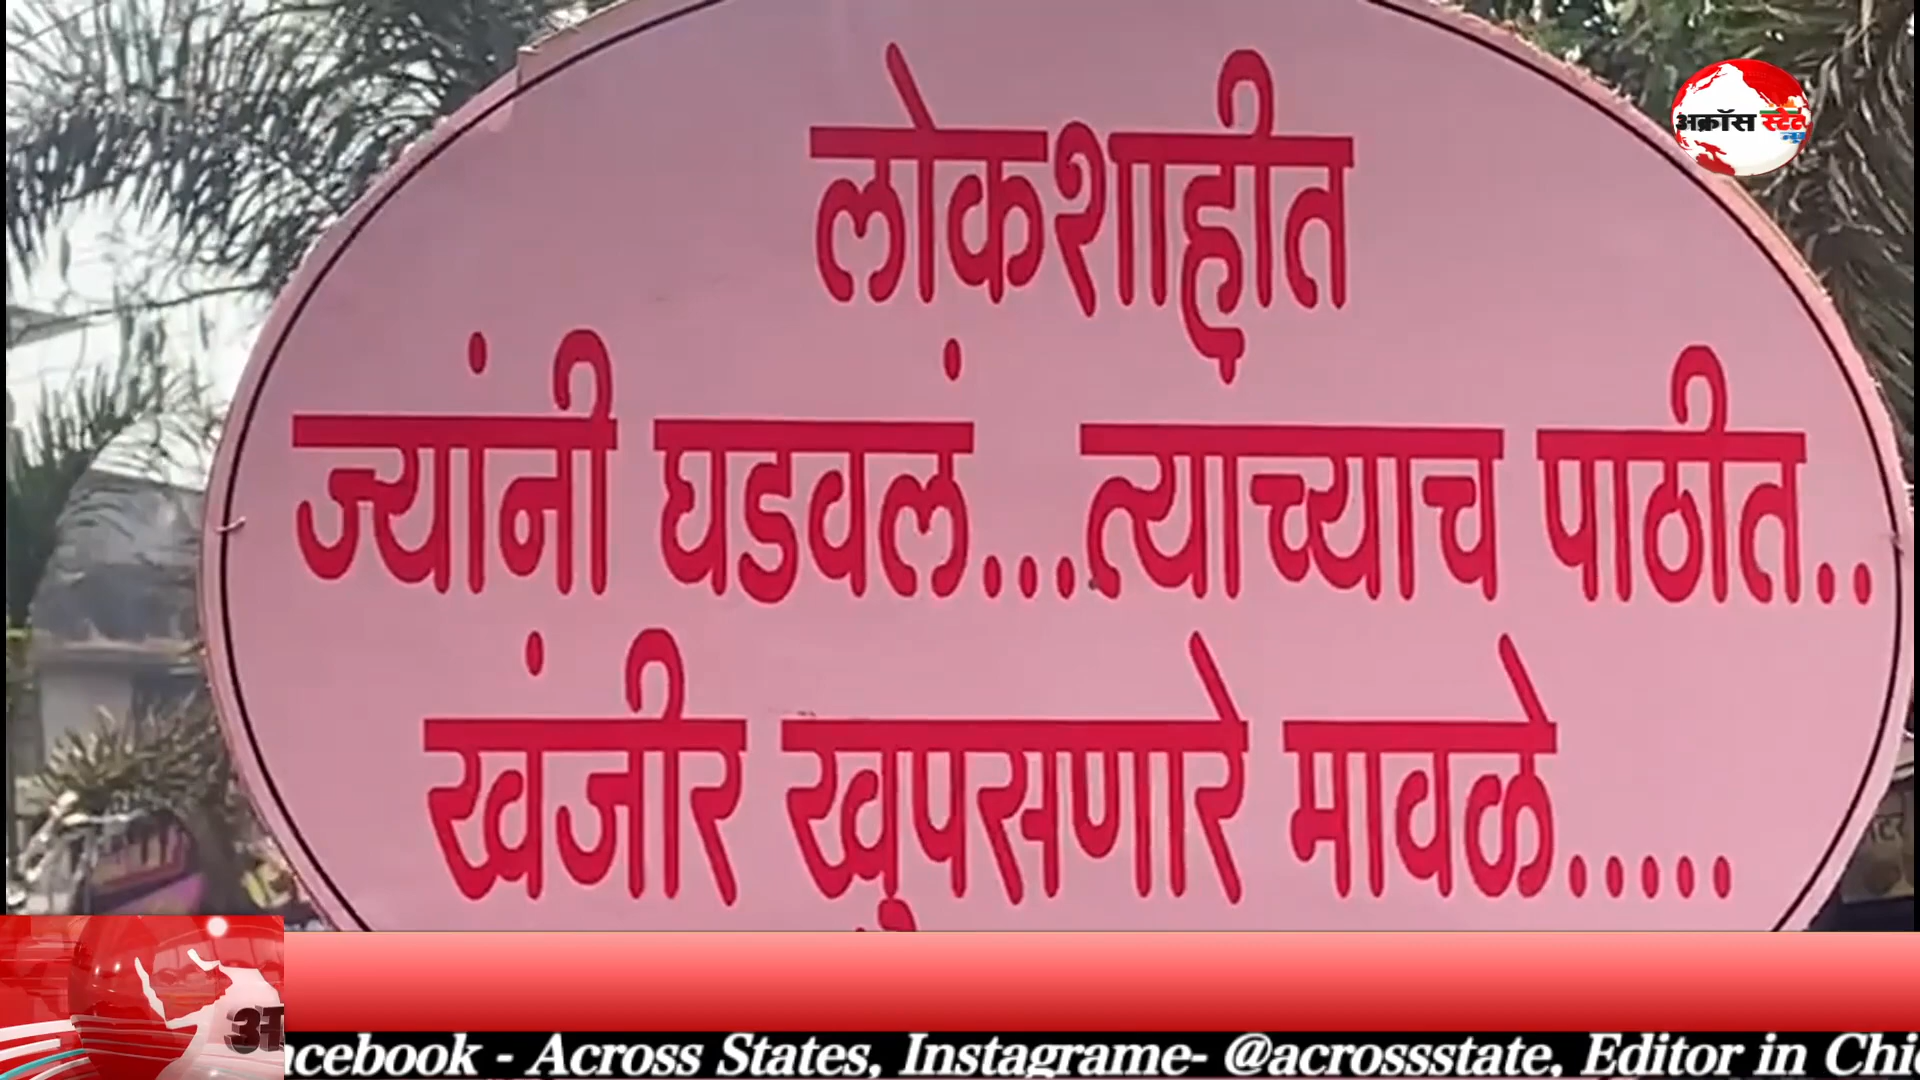 अक्रॉस स्टेट
लोकशाहीत
ज्यांनी घडवलं...त्यांच्याच पाठीत..
खंजीर खुपसणारे मावळे.....
acebook - Across States, Instagrame- @acrossstate, Editor in Chi